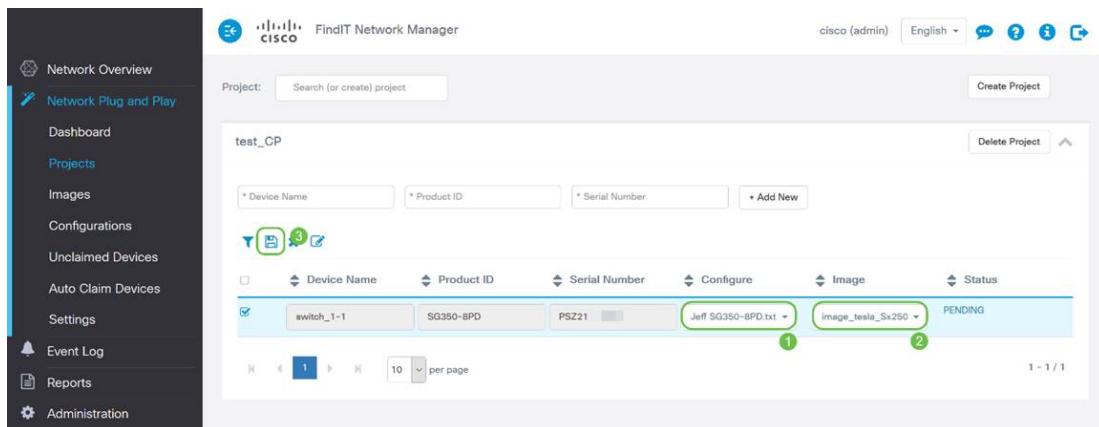 CISCO FindIT Network Manager cisco (admin) English
Network Overview
Network Plug and Play
Dashboard
Projects
Images
Configurations
Unclaimed Devices
Auto Claim Devices
Settings
Event Log
Reports
Administration
Project: Search (or create) project Create Project
test_CP Delete Project
* Device Name * Product ID * Serial Number + Add New
3
Device Name Product ID Serial Number Configure Image Status
switch_1-1 SG350-8PD PSZ21 Jeff SG350-8PD.txt image_tesla_Sx250 PENDING
1 2
1 10 per page 1 - 1 / 1